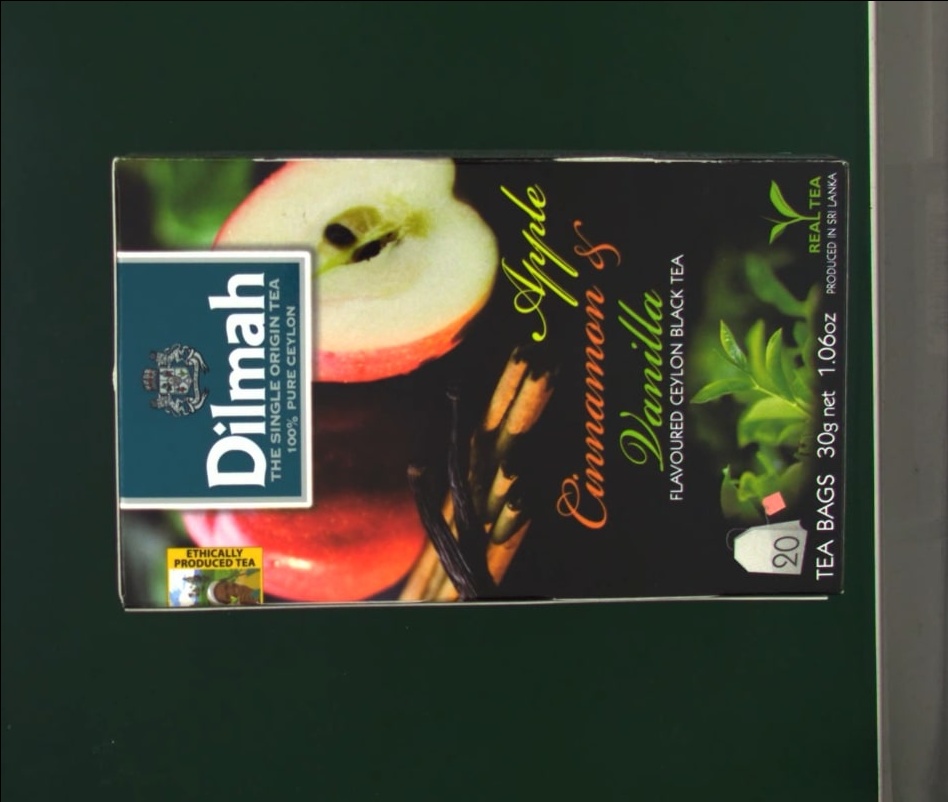 Dilmah
THE SINGLE ORIGIN TEA
100% PURE CEYLON
ETHICALLY
PRODUCED TEA
Apple
Cinnamon &
Vanilla
FLAVOURED CEYLON BLACK TEA
20
TEA BAGS 30g net 1.06oz
REAL TEA
PRODUCED IN SRI LANKA